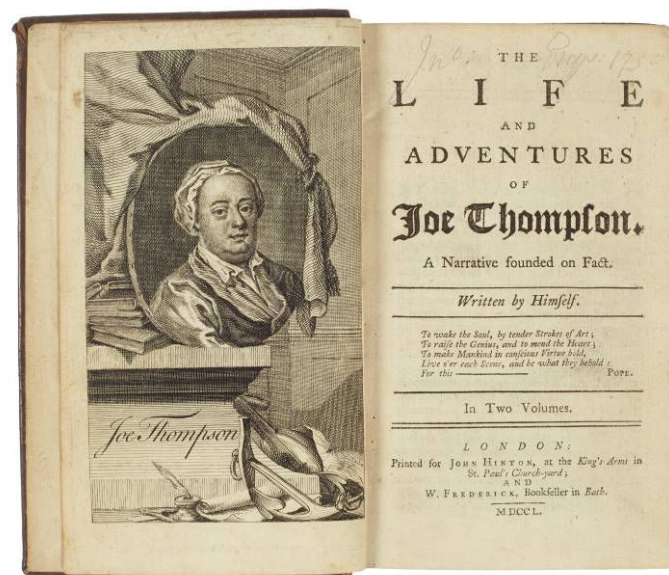 Joe Thompson
THE
LIFE
AND
ADVENTURES
OF
Joe Thompſon.
A Narrative founded on Fact.
Written by Himſelf.
To wake the Soul, by tender Strokes of Art;
To raiſe the Genius, and to mend the Heart;
To make Mankind in conſcious Virtue bold,
Live o'er each Scene, and be what they behold:
For this ———— POPE.
In Two Volumes.
LONDON:
Printed for JOHN HINTON, at the King's-Arms in
St. Paul's Church-yard;
AND
W. FREDERICK, Bookſeller in Bath.
MDCCL.